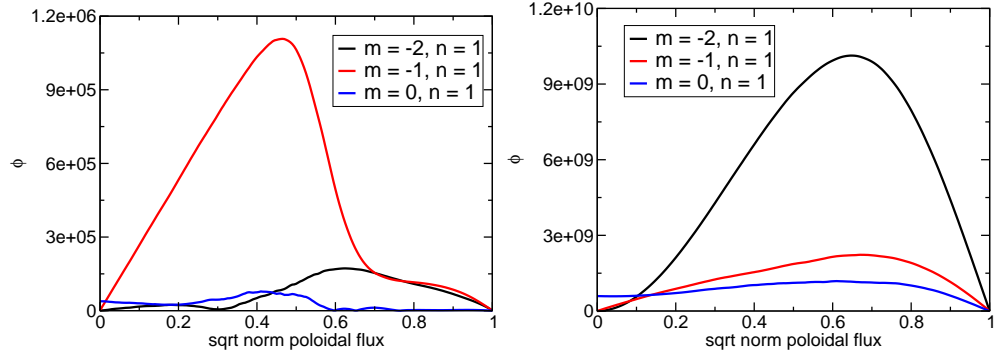 1.2e+06
9e+05
6e+05
3e+05
0
ϕ
m = -2, n = 1
m = -1, n = 1
m = 0, n = 1
0 0.2 0.4 0.6 0.8 1
sqrt norm poloidal flux
1.2e+10
9e+09
6e+09
3e+09
0
ϕ
m = -2, n = 1
m = -1, n = 1
m = 0, n = 1
0 0.2 0.4 0.6 0.8 1
sqrt norm poloidal flux